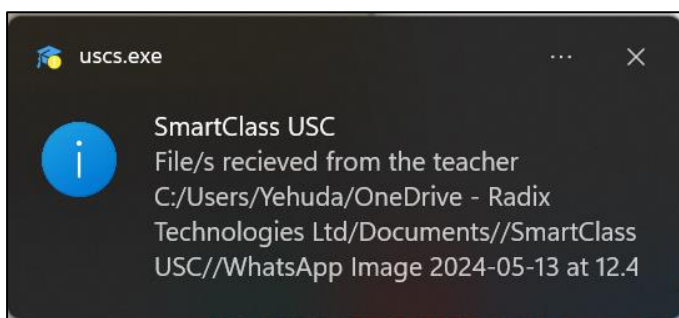 uscs.exe
SmartClass USC
File/s recieved from the teacher
C:/Users/Yehuda/OneDrive - Radix
Technologies Ltd/Documents//SmartClass
USC//WhatsApp Image 2024-05-13 at 12.4